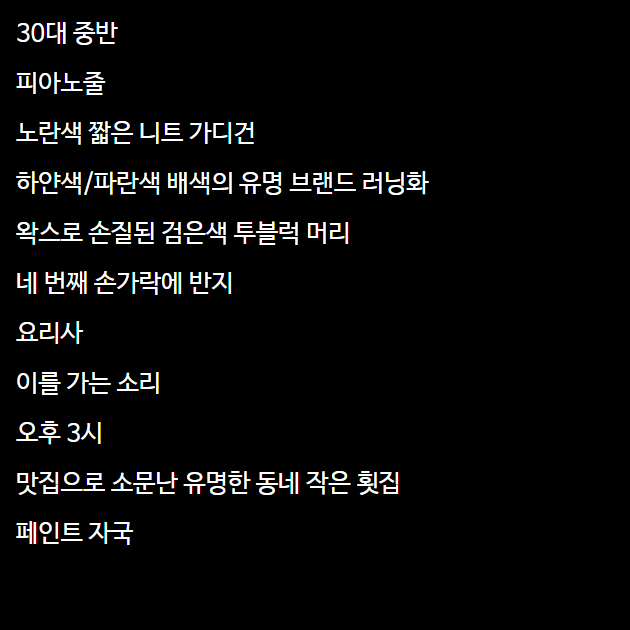 30대 중반
피아노줄
노란색 짧은 니트 가디건
하얀색/파란색 배색의 유명 브랜드 러닝화
왁스로 손질된 검은색 투블럭 머리
네 번째 손가락에 반지
요리사
이를 가는 소리
오후 3시
맛집으로 소문난 유명한 동네 작은 횟집
페인트 자국